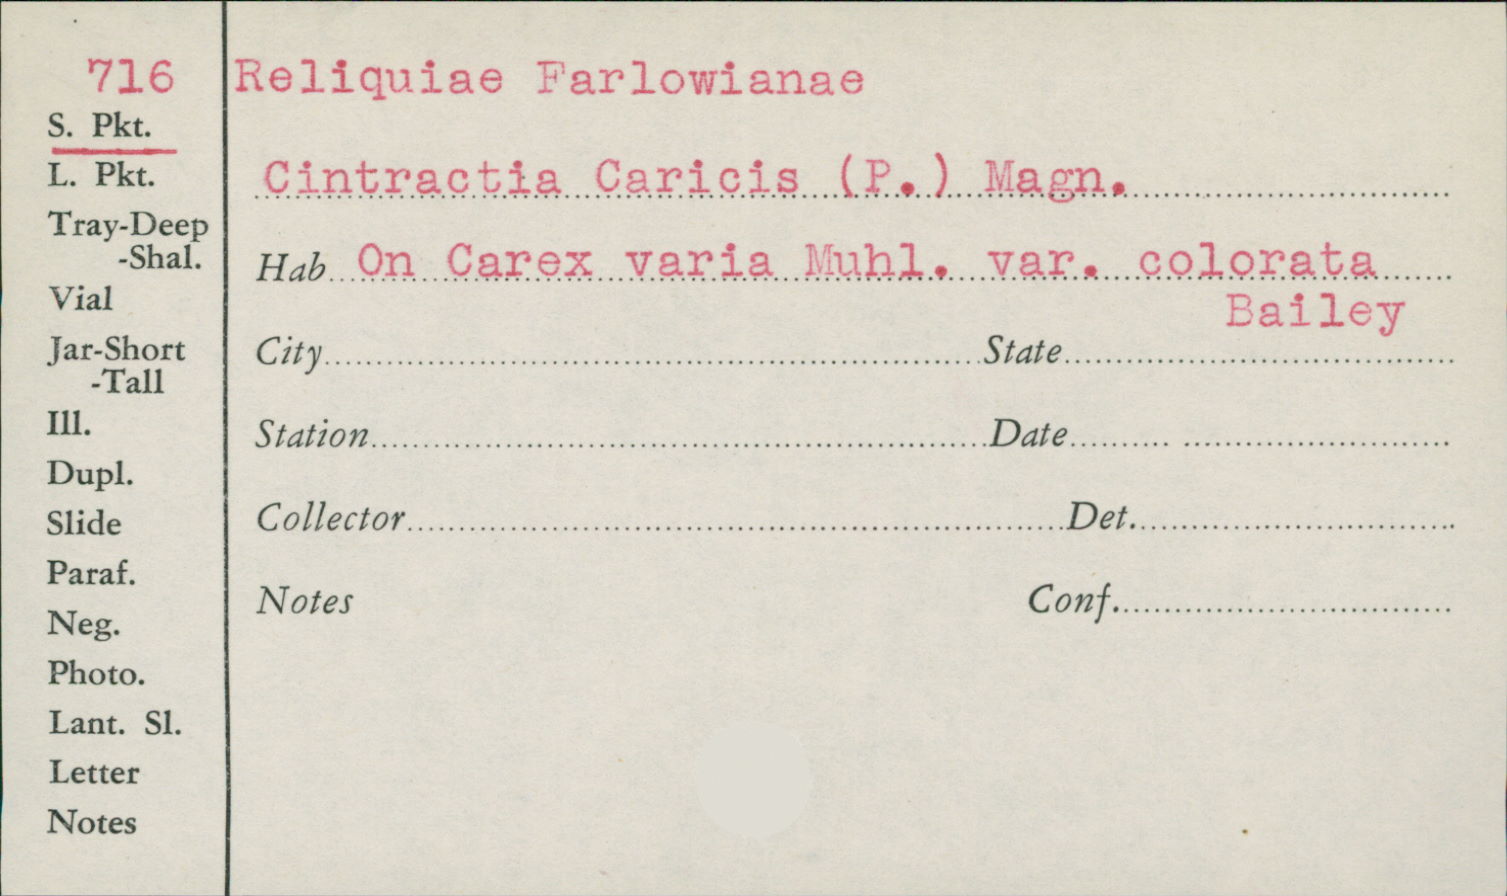 716 Reliquiae Farlowianae
S. Pkt.
L. Pkt.
Tray-Deep
-Shal.
Vial
Jar-Short
-Tall
Ill.
Dupl.
Slide
Paraf.
Neg.
Photo.
Lant. Sl.
Letter
Notes
Cintractia Caricis (P.) Magn.
Hab On Carex varia Muhl. var. colorata
Bailey
City State
Station Date
Collector Det.
Notes Conf.